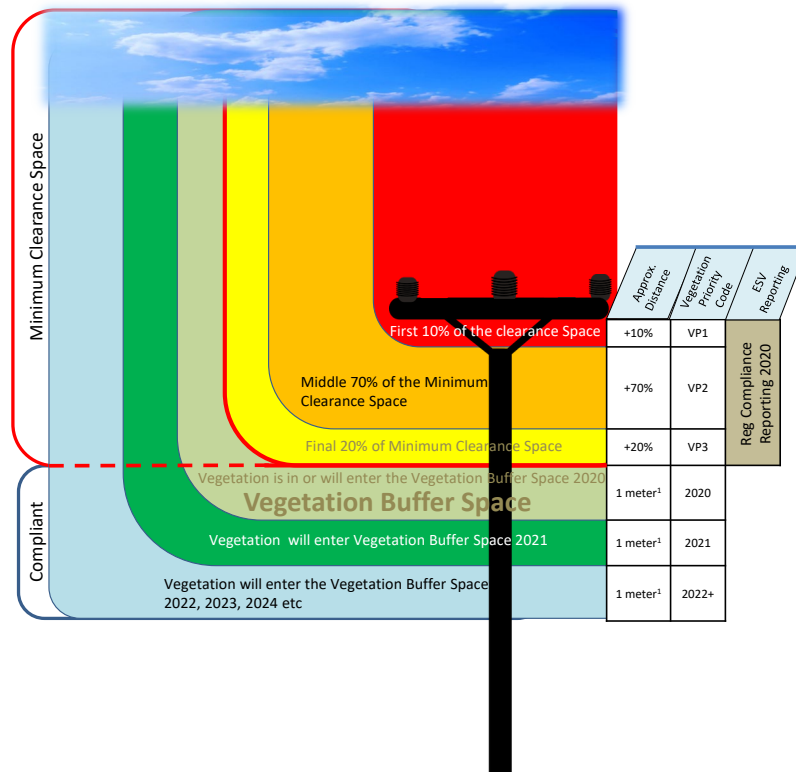 Minimum Clearance Space
Compliant
Approx.
Distance
Vegetation
Priority
Code
ESV
Reporting
First 10% of the clearance Space
+10%
VP1
Middle 70% of the Minimum
Clearance Space
+70%
VP2
Final 20% of Minimum Clearance Space
+20%
VP3
Reg Compliance
Reporting 2020
Vegetation is in or will enter the Vegetation Buffer Space 2020
Vegetation Buffer Space
1 meter¹
2020
Vegetation will enter Vegetation Buffer Space 2021
1 meter¹
2021
Vegetation will enter the Vegetation Buffer Space
2022, 2023, 2024 etc
1 meter¹
2022+